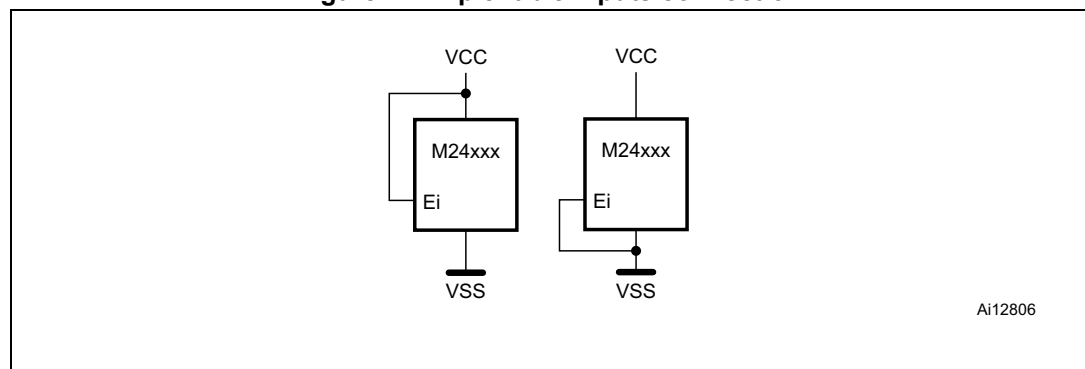 VCC VCC
M24xxx M24xxx
Ei Ei
VSS VSS
Ai12806